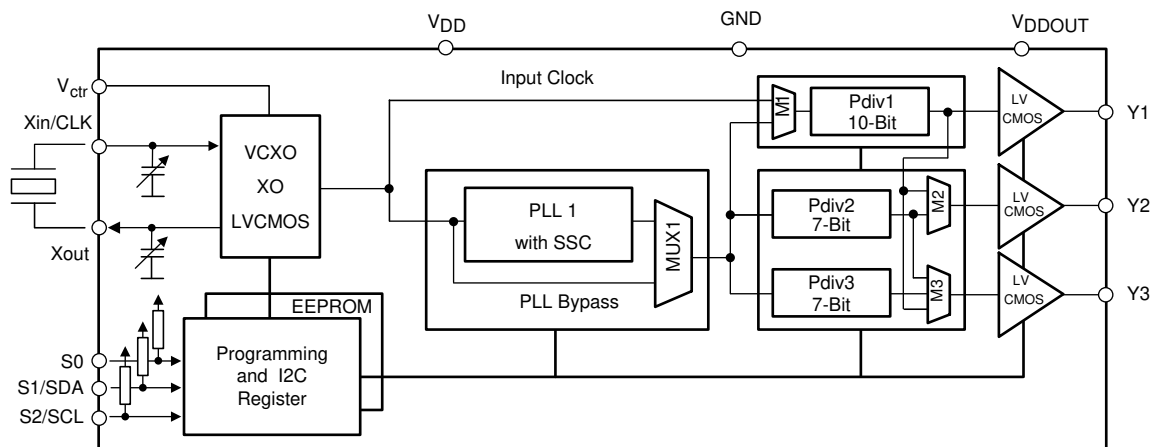 VDD
GND
VDDOUT
Vctr
Input Clock
Xin/CLK
VCXO
XO
LVCMOS
Xout
PLL 1
with SSC
MUX1
PLL Bypass
M1
Pdiv1
10-Bit
LV
CMOS
Y1
Pdiv2
7-Bit
M2
LV
CMOS
Y2
Pdiv3
7-Bit
M3
LV
CMOS
Y3
EEPROM
Programming
and I2C
Register
S0
S1/SDA
S2/SCL